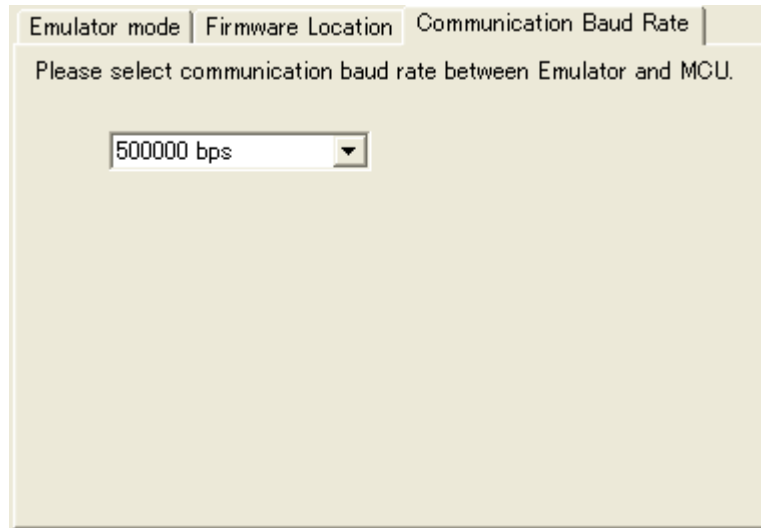 Emulator mode Firmware Location Communication Baud Rate
Please select communication baud rate between Emulator and MCU.
500000 bps